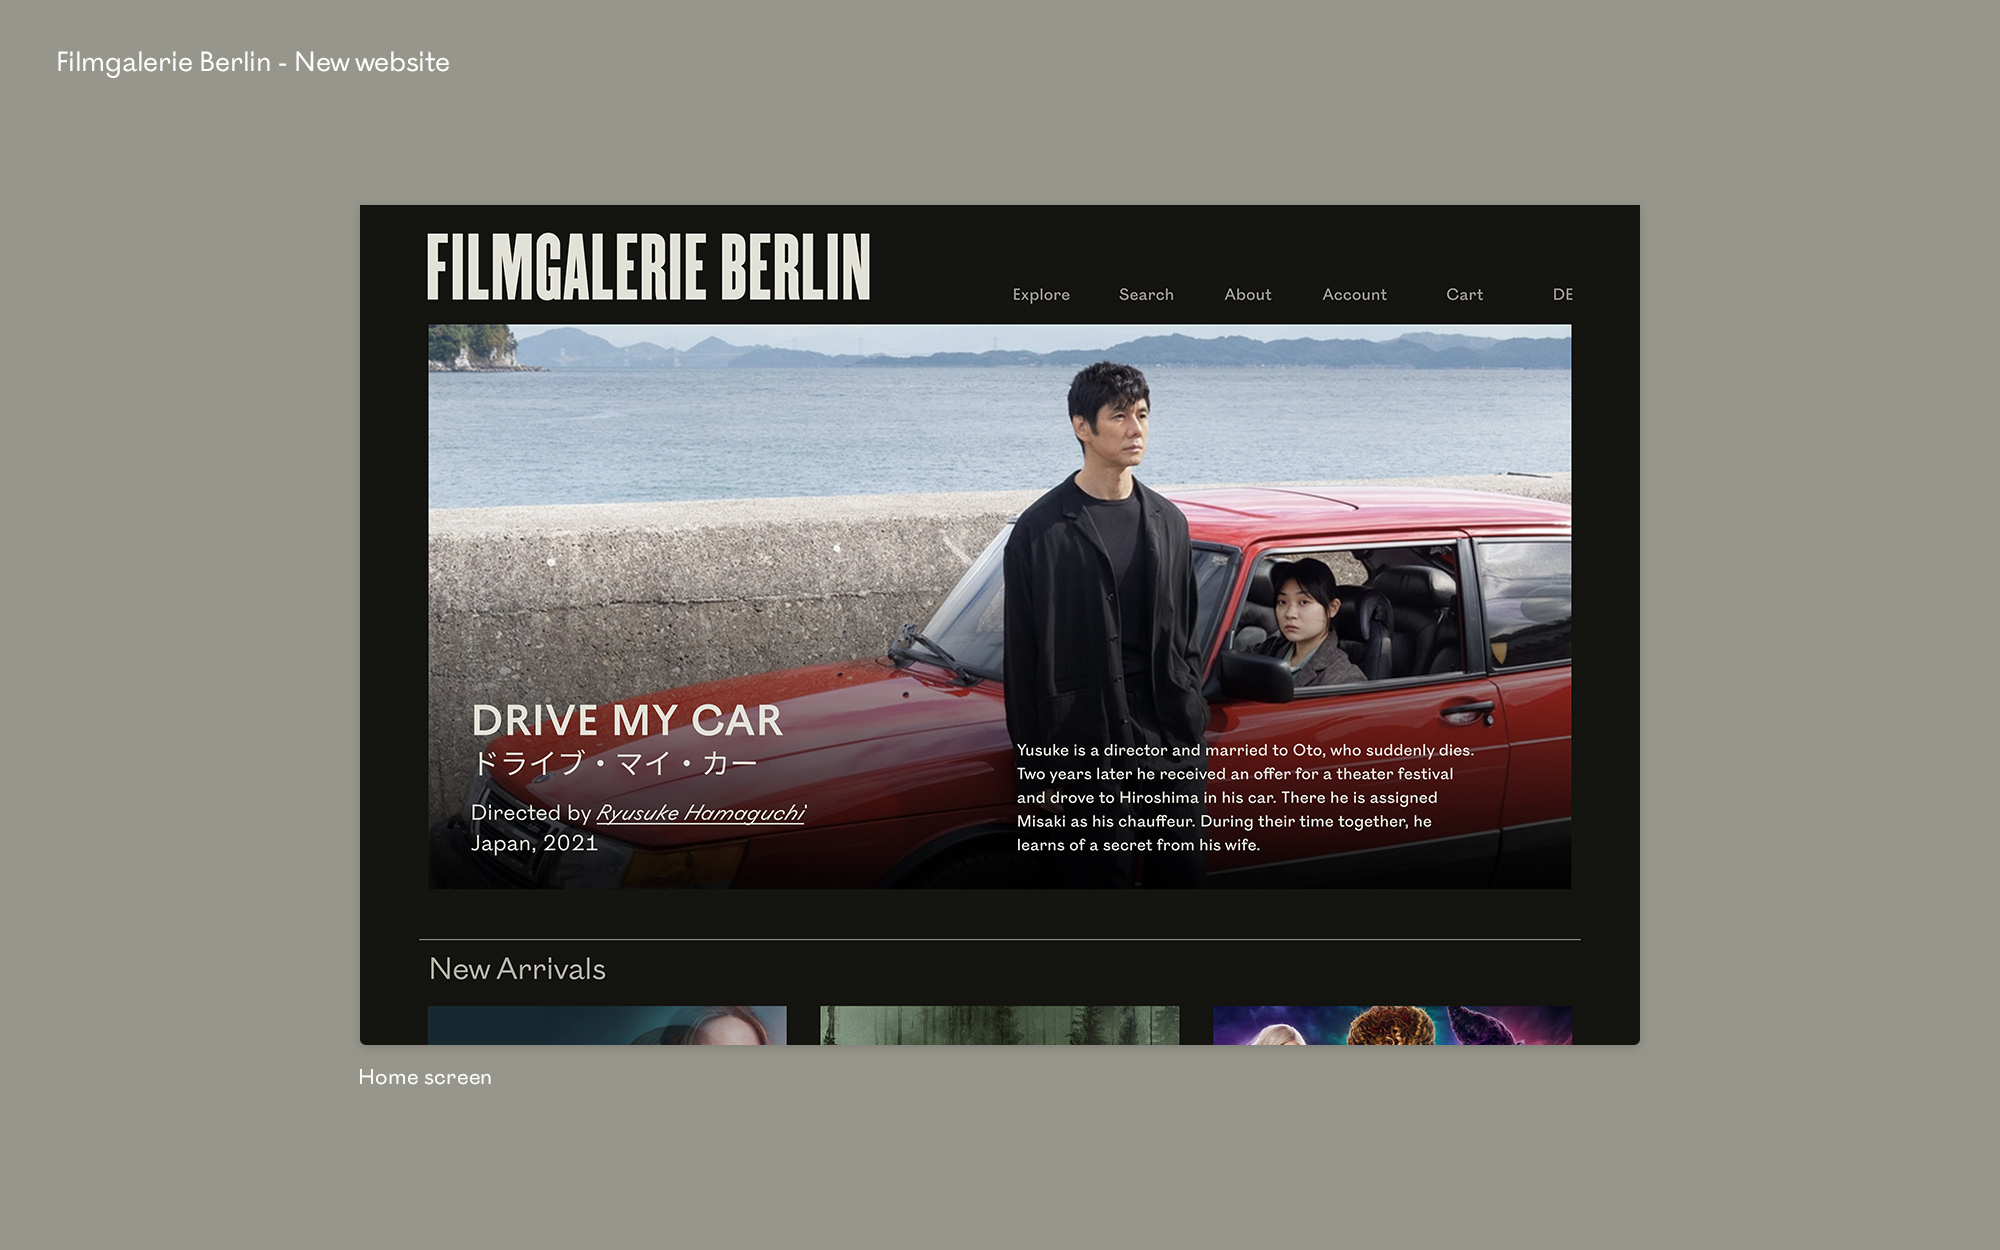 Filmgalerie Berlin - New website
FILMGALERIE BERLIN
Explore Search About Account Cart DE
DRIVE MY CAR
ドライブ・マイ・カー
Directed by Ryusuke Hamaguchi'
Japan, 2021
Yusuke is a director and married to Oto, who suddenly dies.
Two years later he received an offer for a theater festival
and drove to Hiroshima in his car. There he is assigned
Misaki as his chauffeur. During their time together, he
learns of a secret from his wife.
New Arrivals
Home screen